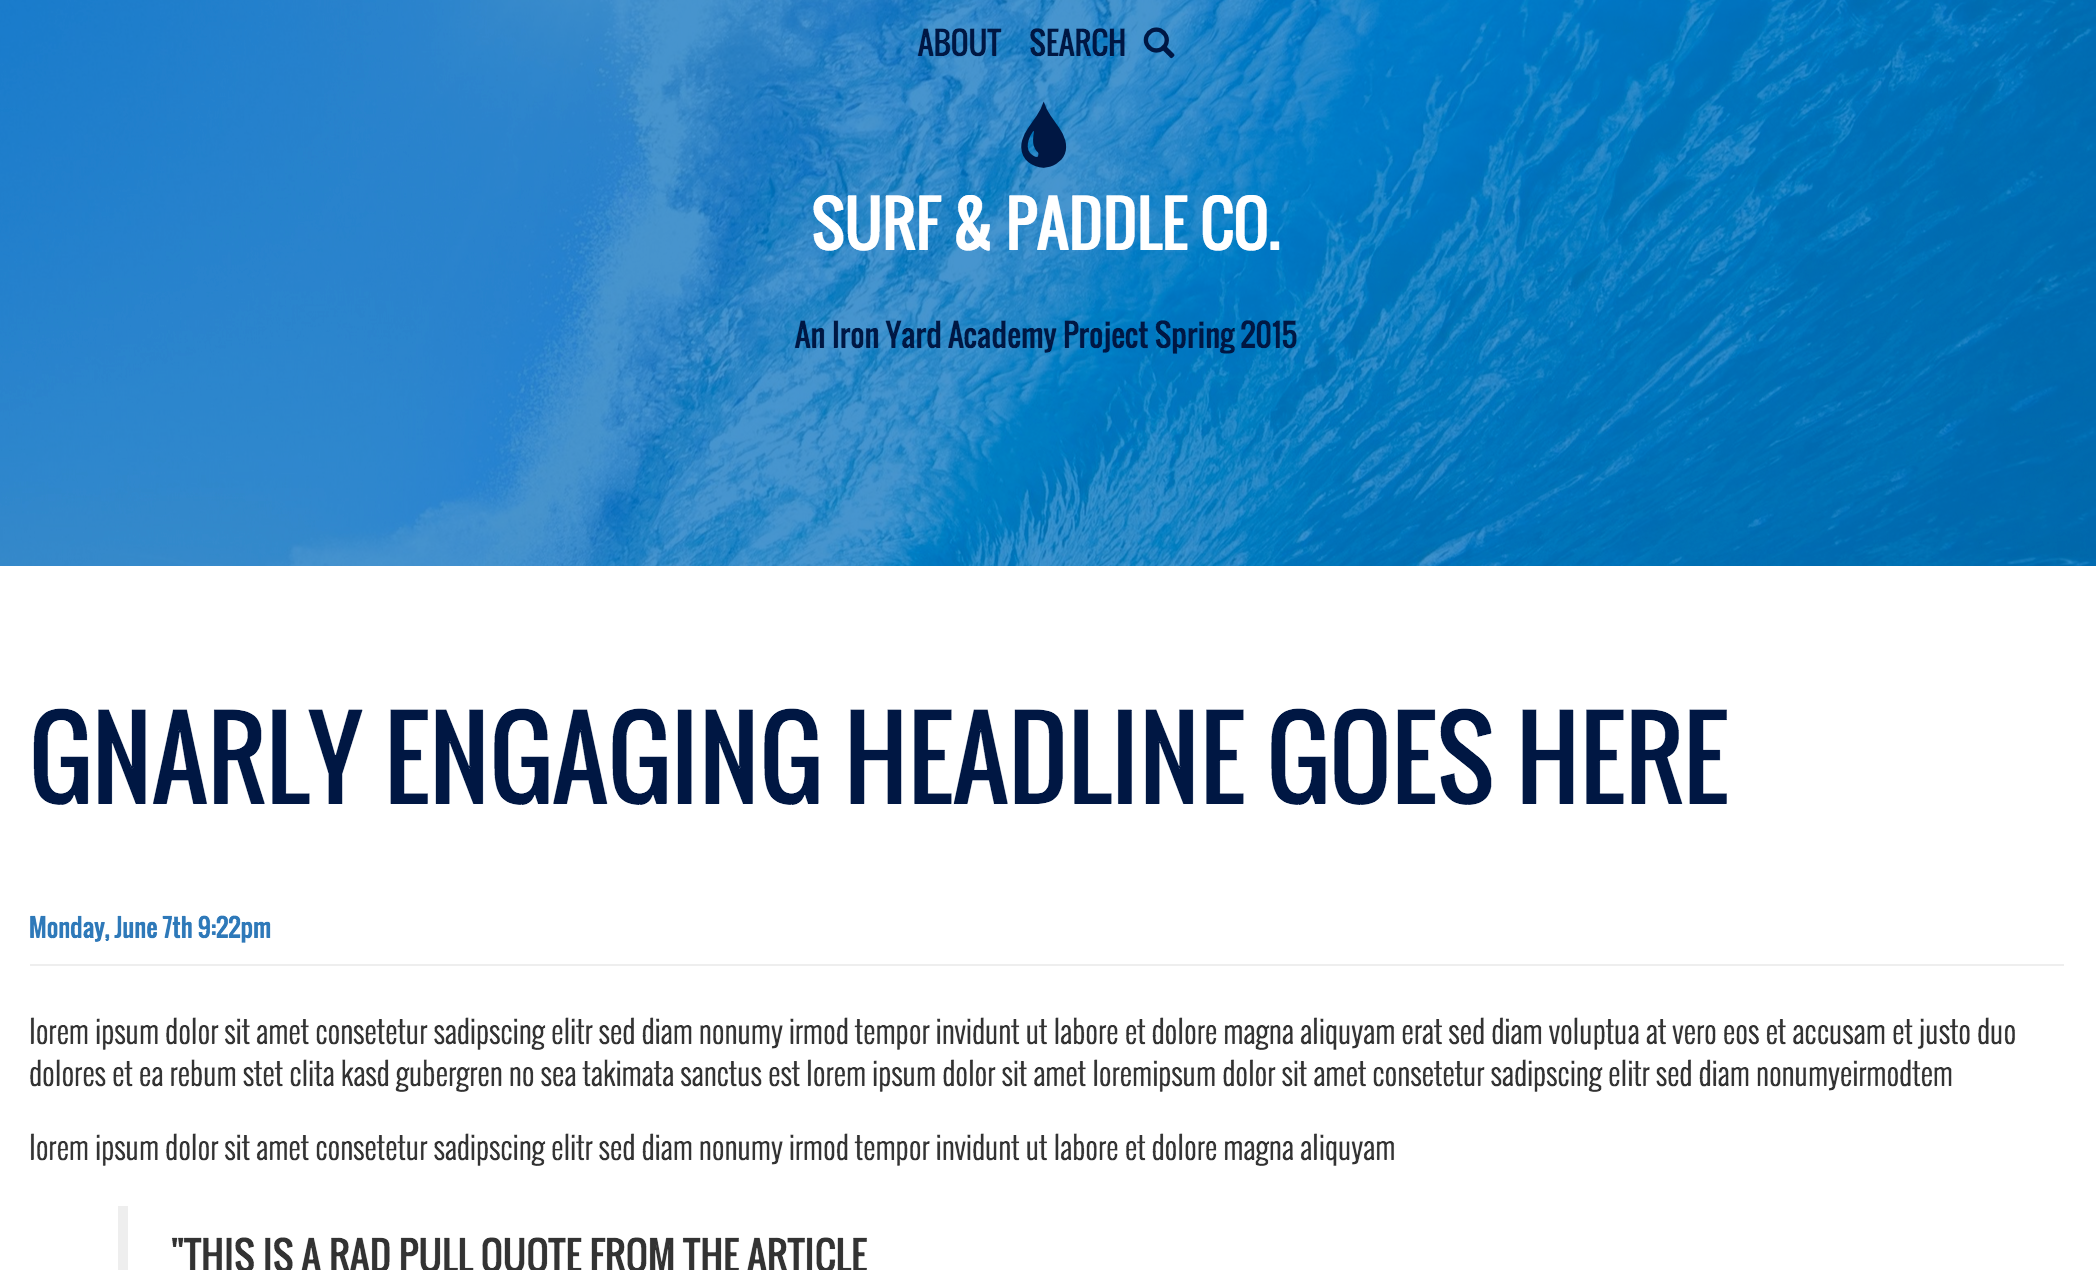 ABOUT SEARCH
SURF & PADDLE CO.
An Iron Yard Academy Project Spring 2015
GNARLY ENGAGING HEADLINE GOES HERE
Monday, June 7th 9:22pm
lorem ipsum dolor sit amet consetetur sadipscing elitr sed diam nonumy irmod tempor invidunt ut labore et dolore magna aliquyam erat sed diam voluptua at vero eos et accusam et justo duo
dolores et ea rebum stet clita kasd gubergren no sea takimata sanctus est lorem ipsum dolor sit amet loremipsum dolor sit amet consetetur sadipscing elitr sed diam nonumyeirmodtem
lorem ipsum dolor sit amet consetetur sadipscing elitr sed diam nonumy irmod tempor invidunt ut labore et dolore magna aliquyam
"THIS IS A RAD PULL QUOTE FROM THE ARTICLE